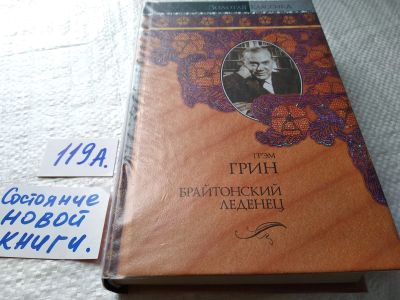 ЗОЛОТАЯ КЛАССИКА
ГРЭМ
ГРИН
БРАЙТОНСКИЙ
ЛЕДЕНЕЦ
119А.
Состояние
НОВОЙ
КНИГИ.